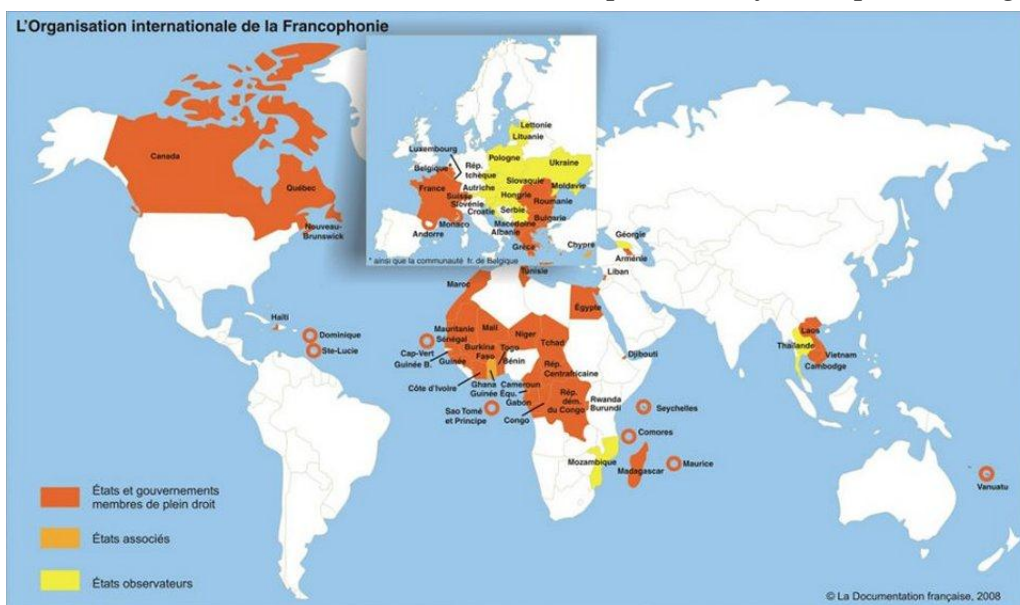 L'Organisation internationale de la Francophonie
Canada
Québec
Nouveau-
Brunswick
Lettonie
Lituanie
Luxembourg
Belgique*
Rép.
tchèque
Pologne
Ukraine
France
Suisse
Autriche
Slovaquie
Hongrie
Moldavie
Slovénie
Croatie
Serbie
Roumanie
Monaco
Andorre
Macédoine
Bulgarie
Albanie
Grèce
Chypre
* ainsi que la communauté fr. de Belgique
Géorgie
Arménie
Liban
Tunisie
Maroc
Égypte
Haïti
Dominique
Ste-Lucie
Mauritanie
Sénégal
Mali
Niger
Tchad
Djibouti
Cap-Vert
Guinée B.
Guinée
Burkina
Faso
Togo
Bénin
Côte d'Ivoire
Ghana
Guinée Équ.
Cameroun
Gabon
Congo
Rép.
Centrafricaine
Rép.
dém.
du Congo
Rwanda
Burundi
Sao Tomé
et Principe
Seychelles
Comores
Mozambique
Madagascar
Maurice
Laos
Thaïlande
Vietnam
Cambodge
Vanuatu
États et gouvernements
membres de plein droit
États associés
États observateurs
© La Documentation française, 2008